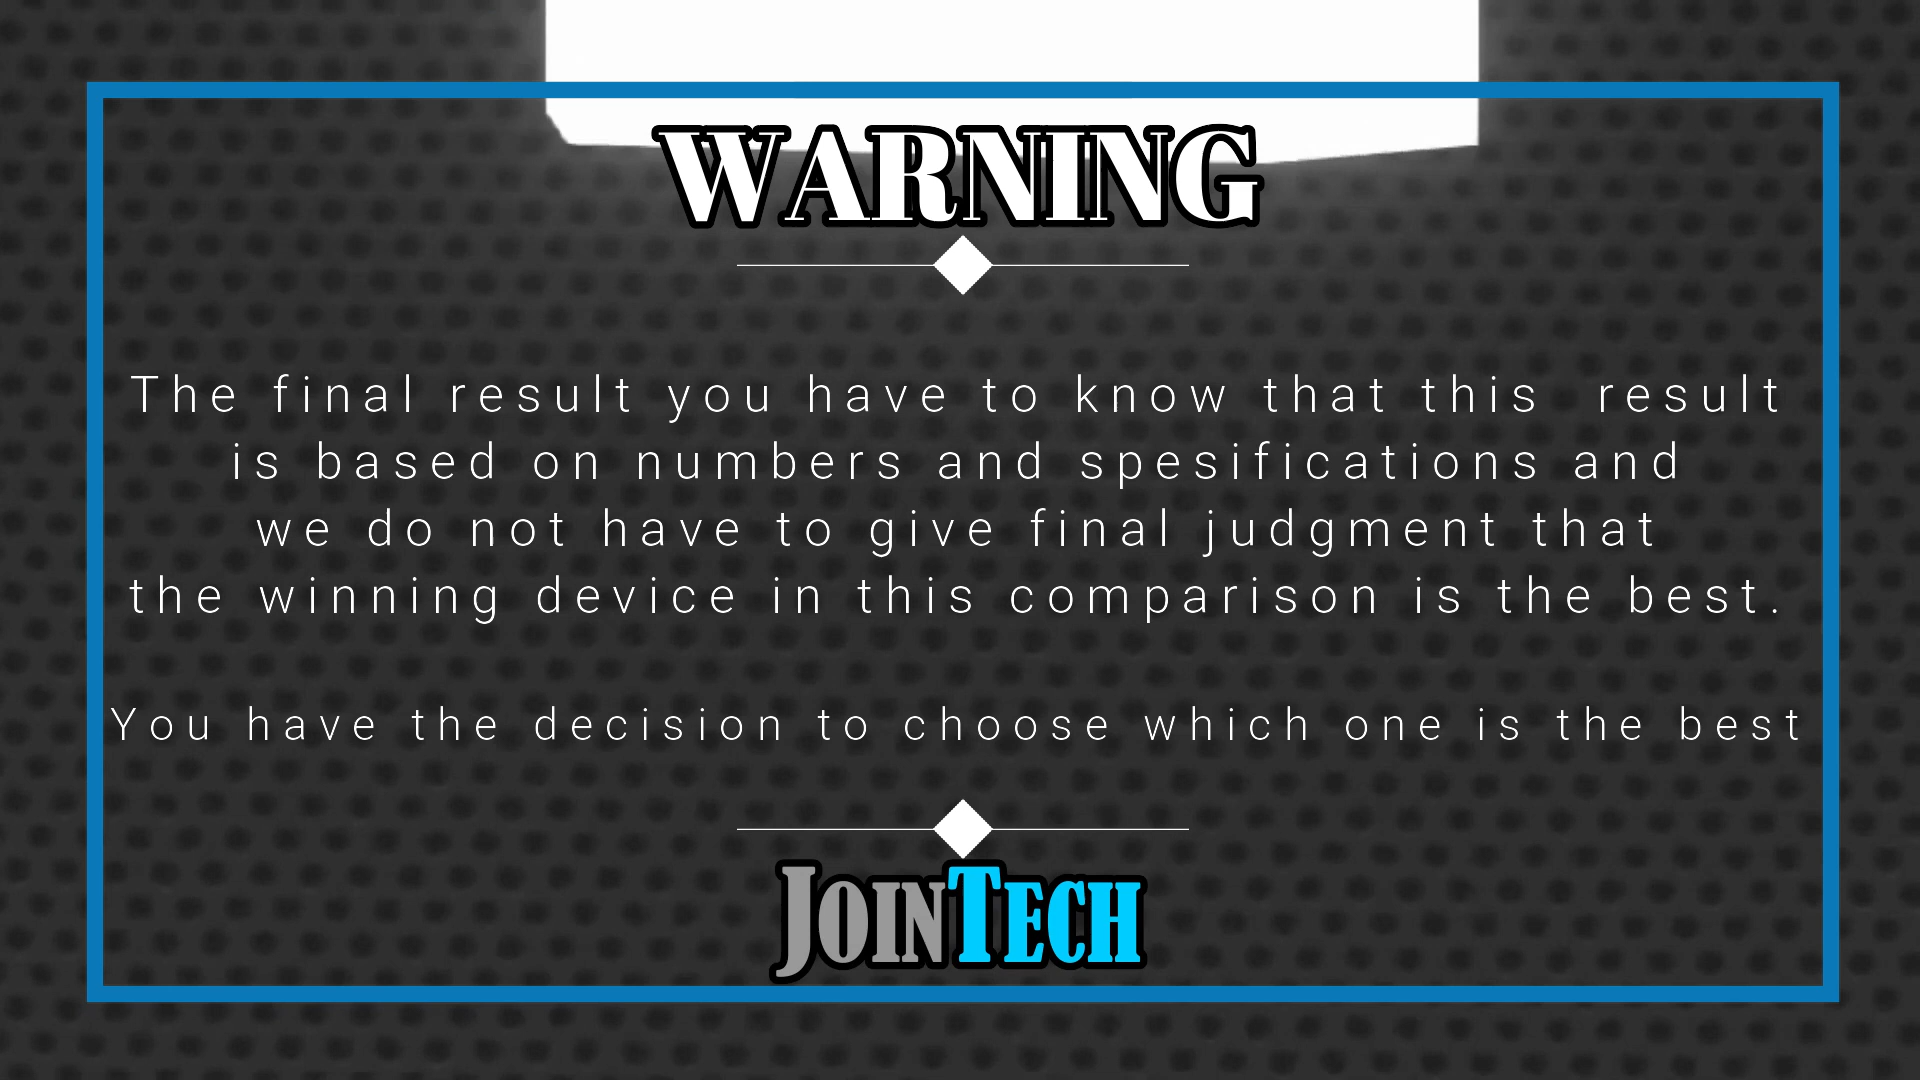 WARNING
The final result you have to know that this result
is based on numbers and spesifications and
we do not have to give final judgment that
the winning device in this comparison is the best.
You have the decision to choose which one is the best
JOINTECH